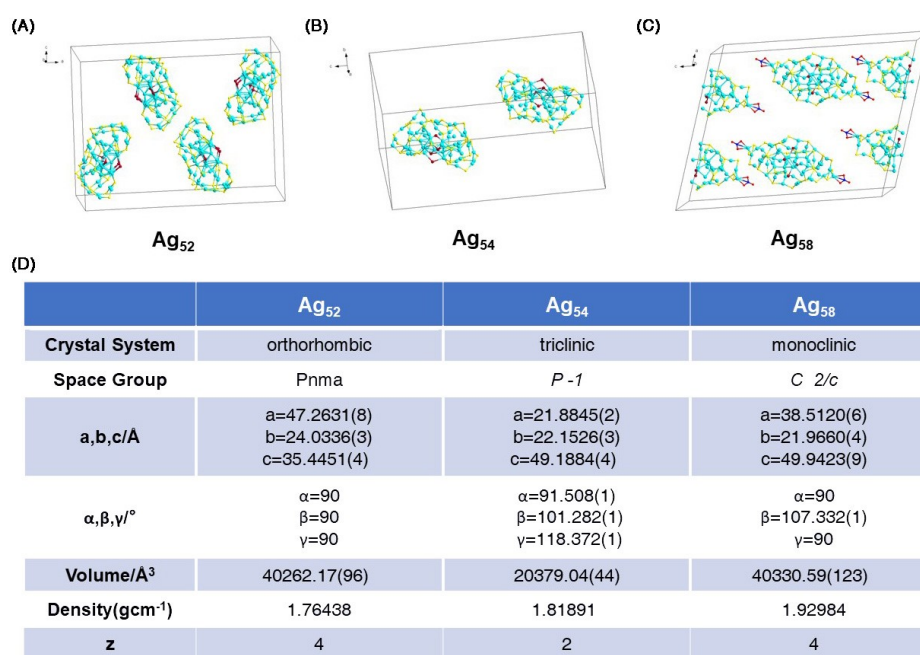 (A) (B) (C)
Ag52 Ag54 Ag58
(D)
Ag52 Ag54 Ag58
Crystal System orthorhombic triclinic monoclinic
Space Group Pnma P -1 C 2/c
a,b,c/Å
a=47.2631(8) a=21.8845(2) a=38.5120(6)
b=24.0336(3) b=22.1526(3) b=21.9660(4)
c=35.4451(4) c=49.1884(4) c=49.9423(9)
α,β,γ/°
α=90 α=91.508(1) α=90
β=90 β=101.282(1) β=107.332(1)
γ=90 γ=118.372(1) γ=90
Volume/Å³ 40262.17(96) 20379.04(44) 40330.59(123)
Density(gcm⁻¹) 1.76438 1.81891 1.92984
z 4 2 4